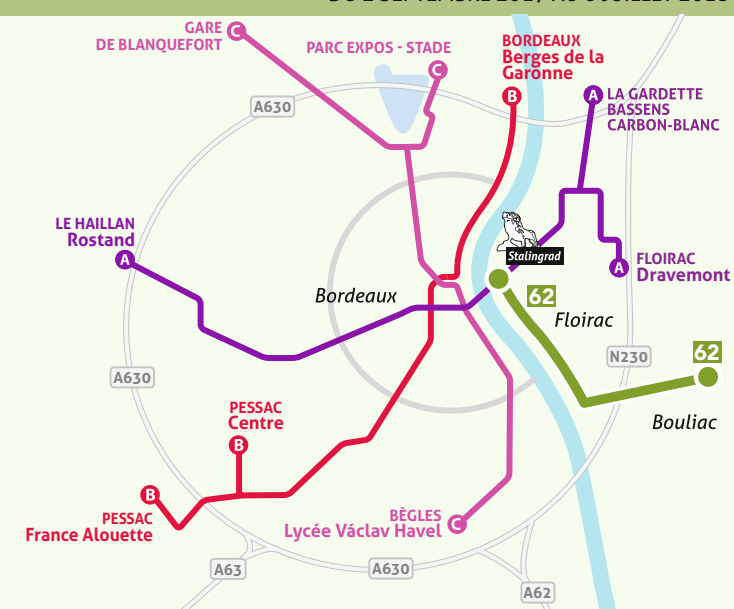 GARE
DE BLANQUEFORT
C
PARC EXPOS - STADE
C
BORDEAUX
Berges de la
Garonne
B
A
LA GARDETTE
BASSENS
CARBON-BLANC
A630
LE HAILLAN
Rostand
A
Stalingrad
A
FLOIRAC
Dravemont
Bordeaux
62
Floirac
N230
62
A630
Bouliac
PESSAC
Centre
B
B
PESSAC
France Alouette
BÈGLES
Lycée Václav Havel
C
A63
A630
A62